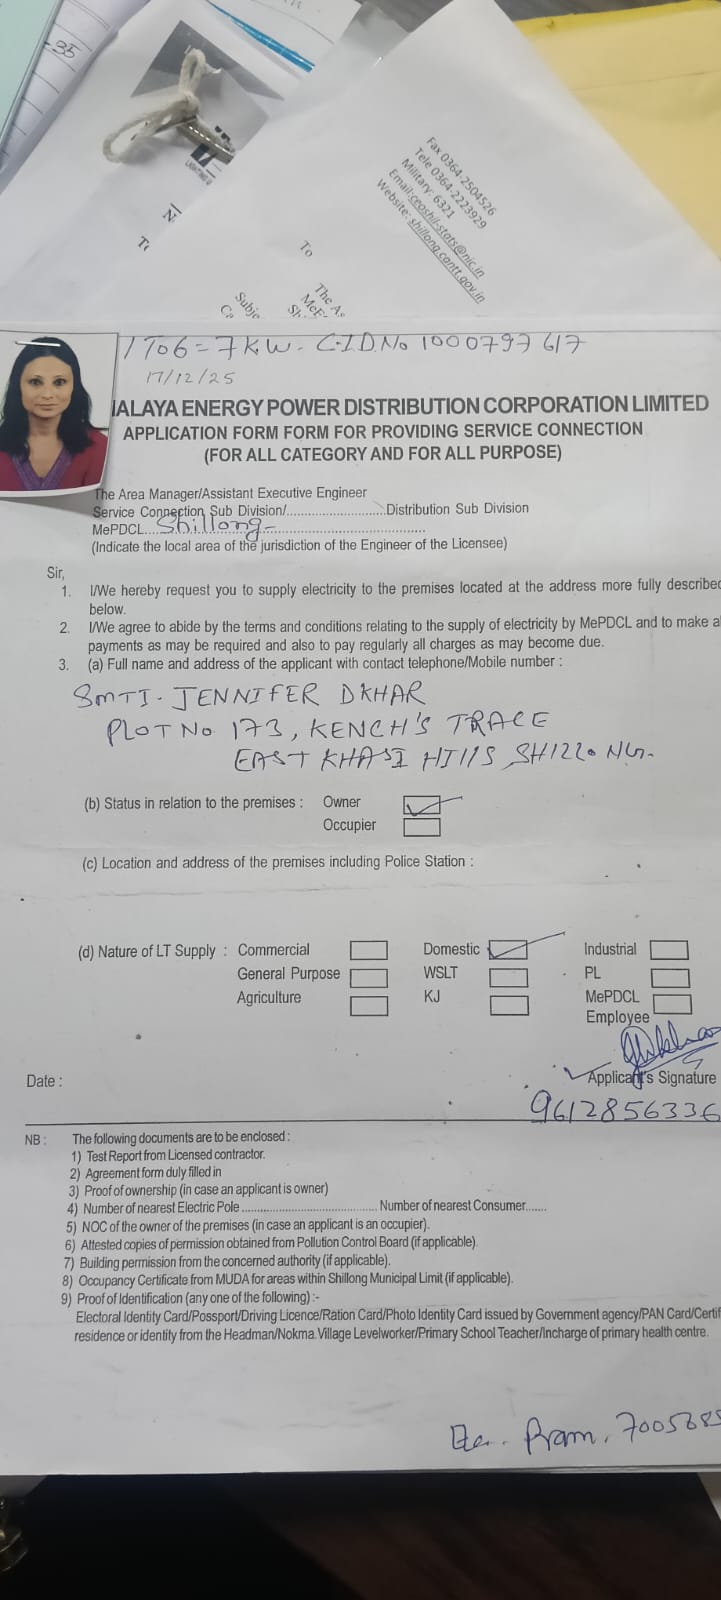 -35
Fax 0364-2504526
Tele 0364-2223929
Military: 6321
Email:ceoshil-stats@nic.in
Website: shillong.cantt.gov.in
To
The A
MeP
Sh
Subje
1 To 6 = 7 K.W. C.I.D.No 1000797617
17/12/25
ALAYA ENERGY POWER DISTRIBUTION CORPORATION LIMITED
APPLICATION FORM FORM FOR PROVIDING SERVICE CONNECTION
(FOR ALL CATEGORY AND FOR ALL PURPOSE)
The Area Manager/Assistant Executive Engineer
Service Connection Sub Division/..........................Distribution Sub Division
MePDCL....Shillong..........................................
(Indicate the local area of the jurisdiction of the Engineer of the Licensee)
Sir,
1. I/We hereby request you to supply electricity to the premises located at the address more fully described
below.
2. I/We agree to abide by the terms and conditions relating to the supply of electricity by MePDCL and to make a
payments as may be required and also to pay regularly all charges as may become due.
3. (a) Full name and address of the applicant with contact telephone/Mobile number :
SMTI. JENNIFER DKHAR
PLOT No 173, KENCH'S TRACE
EAST KHASI HILLS SHILLONG.
(b) Status in relation to the premises : Owner
Occupier
(c) Location and address of the premises including Police Station :
(d) Nature of LT Supply : Commercial Domestic Industrial
General Purpose WSLT PL
Agriculture KJ MePDCL
Employee
Date : Applicant's Signature
9612856336
NB : The following documents are to be enclosed :
1) Test Report from Licensed contractor.
2) Agreement form duly filled in
3) Proof of ownership (in case an applicant is owner)
4) Number of nearest Electric Pole ...................................... Number of nearest Consumer.......
5) NOC of the owner of the premises (in case an applicant is an occupier).
6) Attested copies of permission obtained from Pollution Control Board (if applicable).
7) Building permission from the concerned authority (if applicable).
8) Occupancy Certificate from MUDA for areas within Shillong Municipal Limit (if applicable).
9) Proof of Identification (any one of the following) :-
Electoral Identity Card/Possport/Driving Licence/Ration Card/Photo Identity Card issued by Government agency/PAN Card/Certif
residence or identity from the Headman/Nokma. Village Levelworker/Primary School Teacher/Incharge of primary health centre.